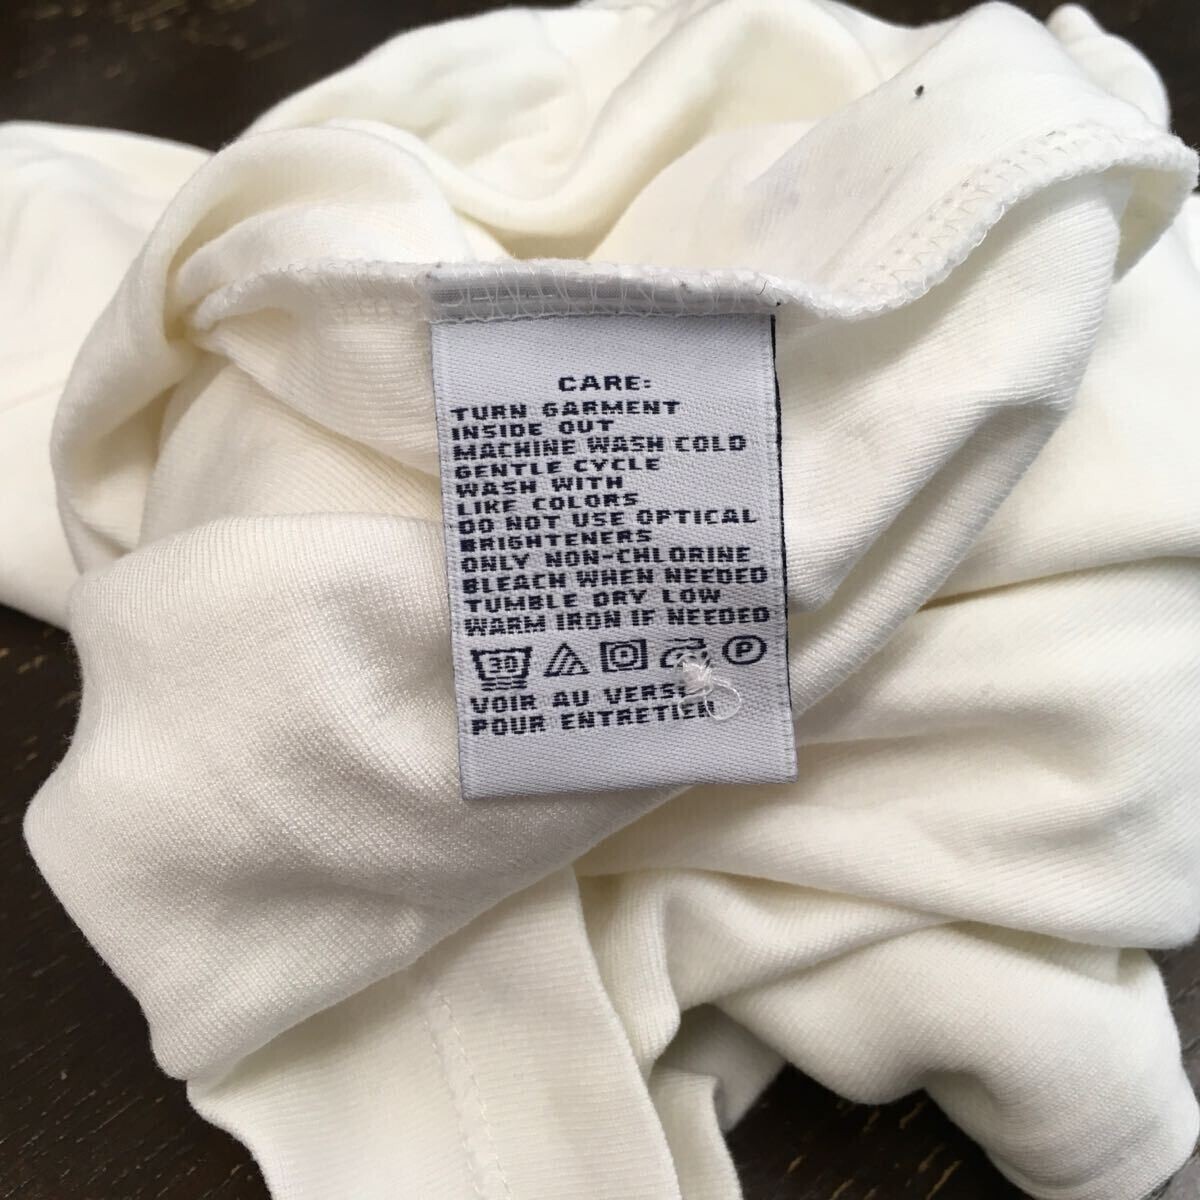 CARE:
TURN GARMENT
INSIDE OUT
MACHINE WASH COLD
GENTLE CYCLE
WASH WITH
LIKE COLORS
DO NOT USE OPTICAL
BRIGHTENERS
ONLY NON-CHLORINE
BLEACH WHEN NEEDED
TUMBLE DRY LOW
WARM IRON IF NEEDED
30 P
VOIR AU VERSO
POUR ENTRETIEN